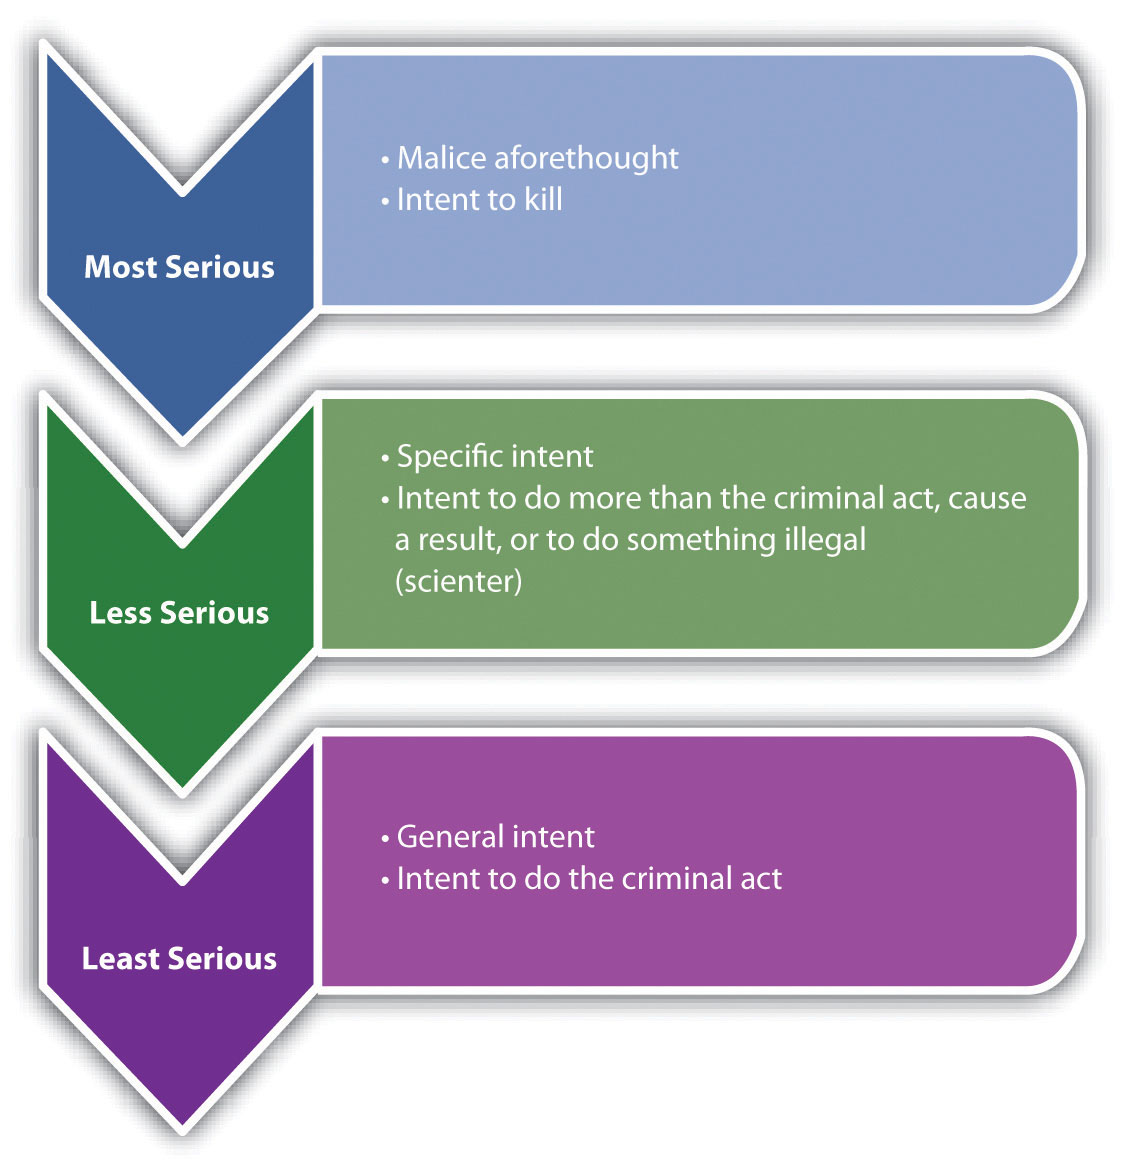 Most Serious
• Malice aforethought
• Intent to kill
Less Serious
• Specific intent
• Intent to do more than the criminal act, cause
a result, or to do something illegal
(scienter)
Least Serious
• General intent
• Intent to do the criminal act